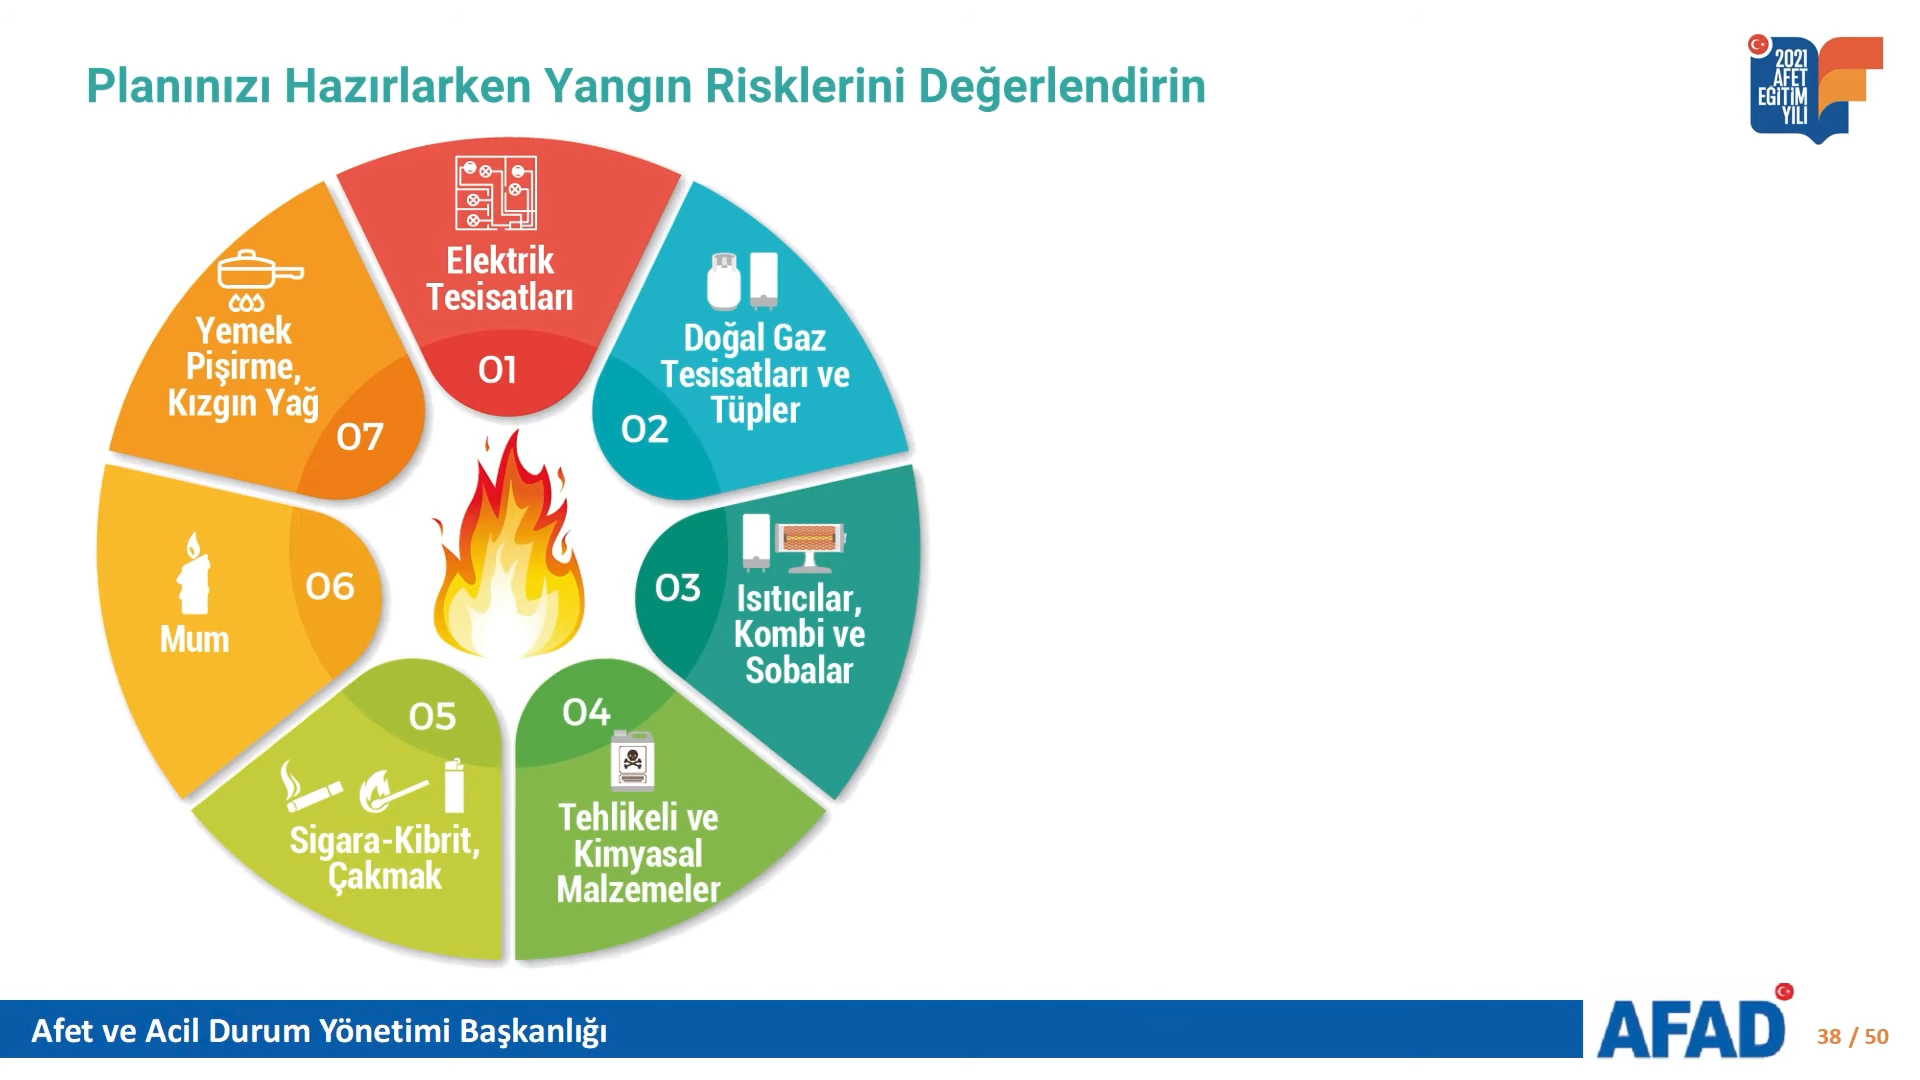 Planınızı Hazırlarken Yangın Risklerini Değerlendirin
2021
AFET
EĞİTİM
YILI
Elektrik
Tesisatları
01
Doğal Gaz
Tesisatları ve
Tüpler
02
03
Isıtıcılar,
Kombi ve
Sobalar
04
Tehlikeli ve
Kimyasal
Malzemeler
05
Sigara-Kibrit,
Çakmak
06
Mum
Yemek
Pişirme,
Kızgın Yağ
07
Afet ve Acil Durum Yönetimi Başkanlığı
AFAD
38 / 50